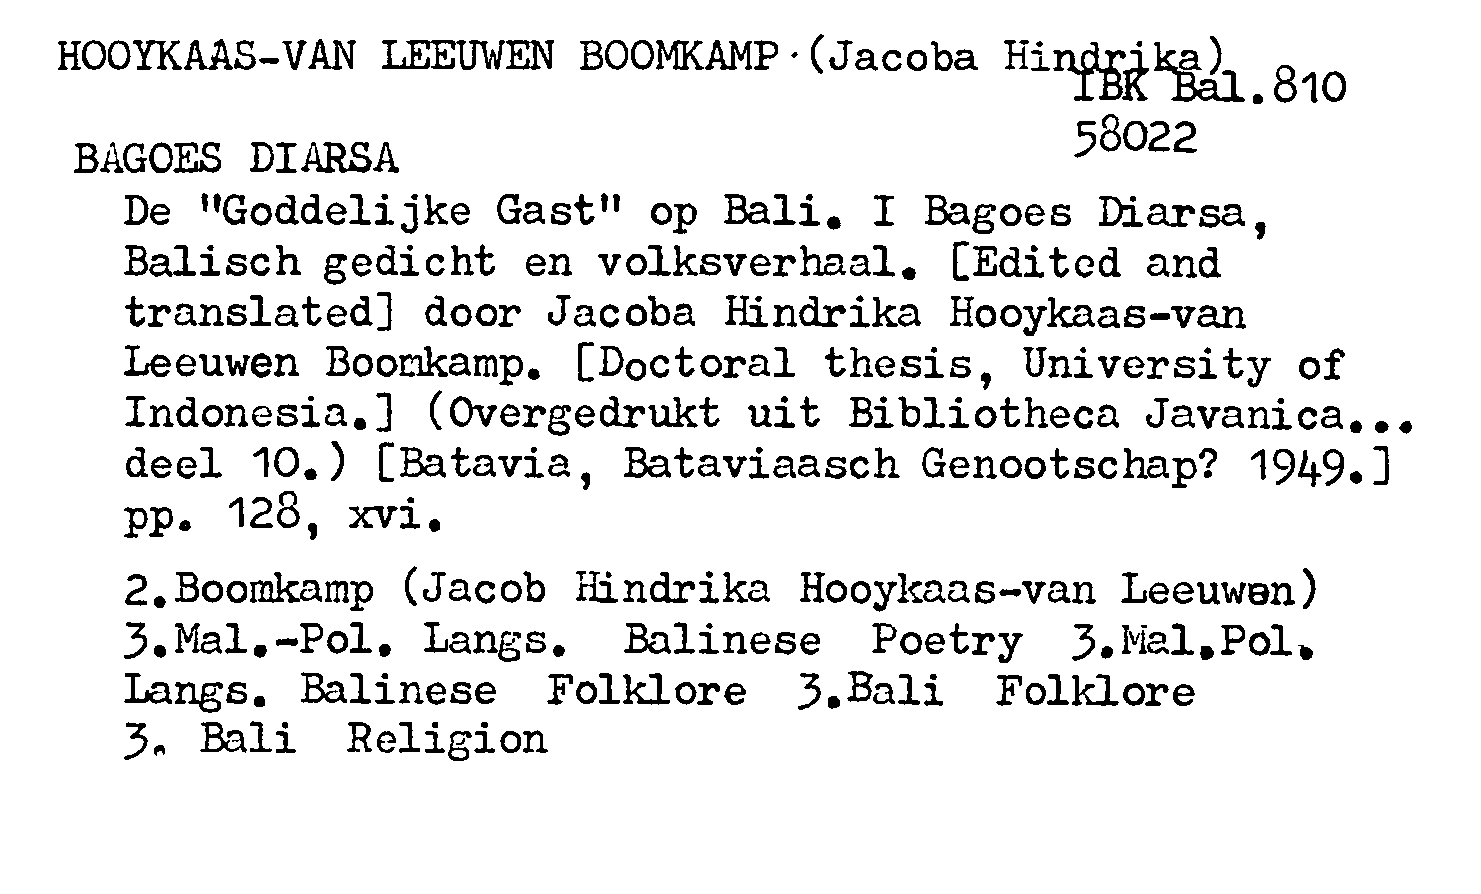 HOOYKAAS-VAN LEEUWEN BOOMKAMP.(Jacoba Hindrika)
IBK Bal.810
58022
BAGOES DIARSA
De "Goddelijke Gast" op Bali. I Bagoes Diarsa,
Balisch gedicht en volksverhaal. [Edited and
translated] door Jacoba Hindrika Hooykaas-van
Leeuwen Boomkamp. [Doctoral thesis, University of
Indonesia.] (Overgedrukt uit Bibliotheca Javanica...
deel 10.) [Batavia, Bataviaasch Genootschap? 1949.]
pp. 128, xvi.
2.Boomkamp (Jacob Hindrika Hooykaas-van Leeuwen)
3.Mal.-Pol. Langs. Balinese Poetry 3.Mal.Pol.
Langs. Balinese Folklore 3.Bali Folklore
3. Bali Religion